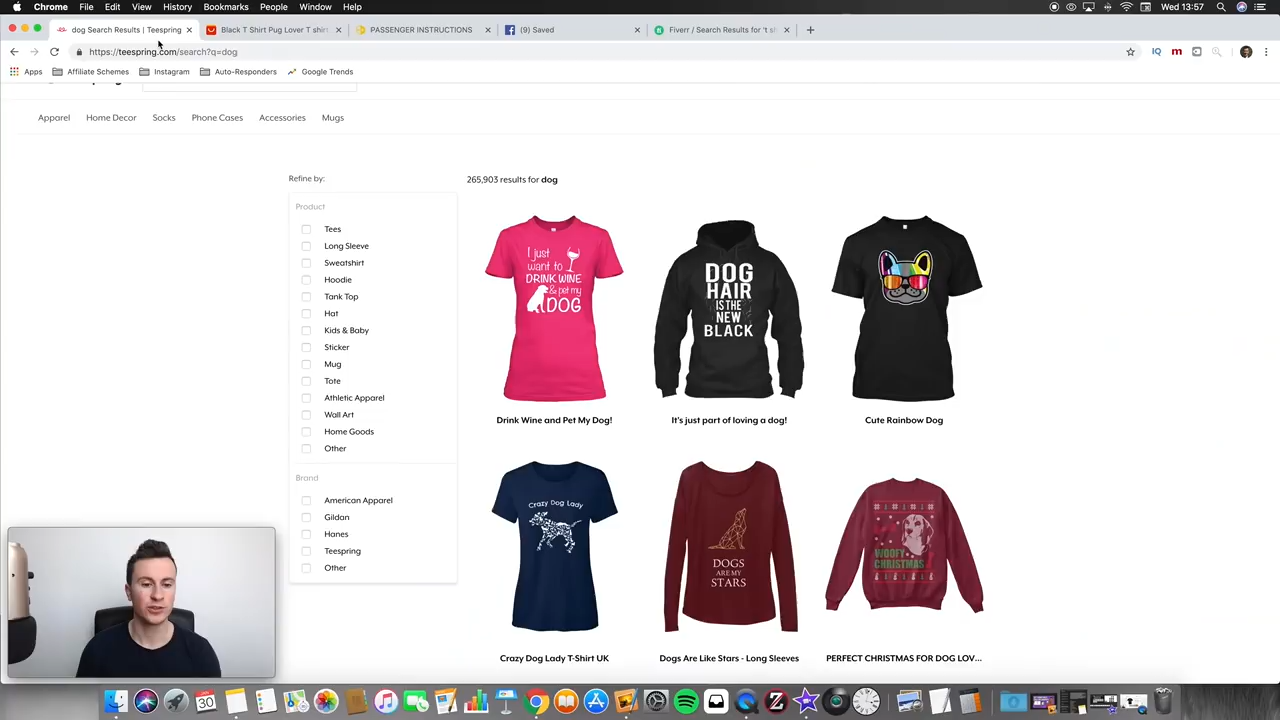 Chrome File Edit View History Bookmarks People Window Help Wed 13:57
dog Search Results | Teespring Black T Shirt Pug Lover T shirt PASSENGER INSTRUCTIONS (9) Saved Fiverr / Search Results for 't sh
https://teespring.com/search?q=dog
Apps Affiliate Schemes Instagram Auto-Responders Google Trends
Apparel Home Decor Socks Phone Cases Accessories Mugs
Refine by:
265,903 results for dog
Product
Tees
Long Sleeve
Sweatshirt
Hoodie
Tank Top
Hat
Kids & Baby
Sticker
Mug
Tote
Athletic Apparel
Wall Art
Home Goods
Other
Brand
American Apparel
Gildan
Hanes
Teespring
Other
I just
want to
DRINK WINE
& pet my
DOG
DOG
HAIR
IS THE
NEW
BLACK
Drink Wine and Pet My Dog!
It's just part of loving a dog!
Cute Rainbow Dog
Crazy Dog Lady
DOGS
ARE MY
STARS
WOOFY
CHRISTMAS
Crazy Dog Lady T-Shirt UK
Dogs Are Like Stars - Long Sleeves
PERFECT CHRISTMAS FOR DOG LOV...
30